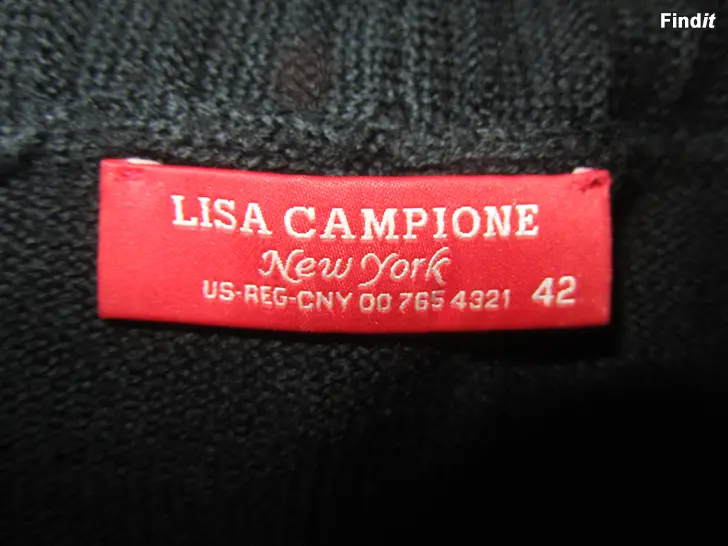 Findit
LISA CAMPIONE
New York
US-REG-CNY 00 765 4321 42